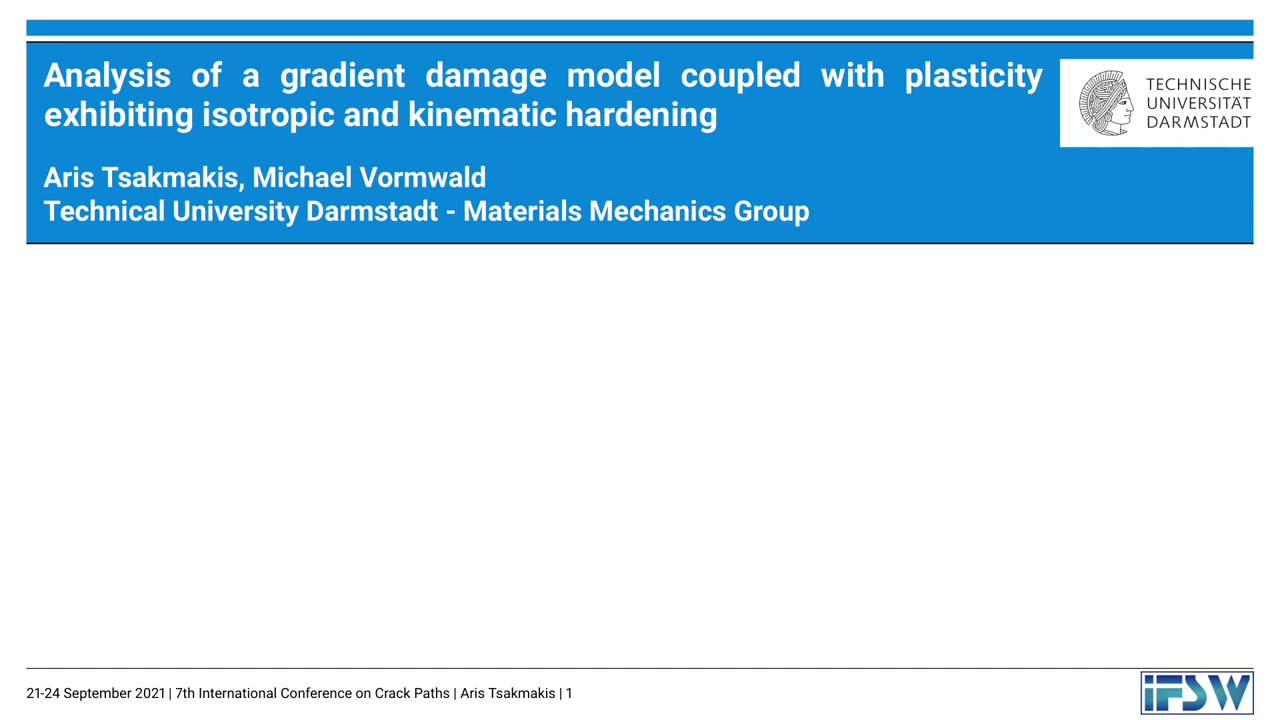 Analysis of a gradient damage model coupled with plasticity
exhibiting isotropic and kinematic hardening
TECHNISCHE
UNIVERSITÄT
DARMSTADT
Aris Tsakmakis, Michael Vormwald
Technical University Darmstadt - Materials Mechanics Group
21-24 September 2021 | 7th International Conference on Crack Paths | Aris Tsakmakis | 1
iFSW